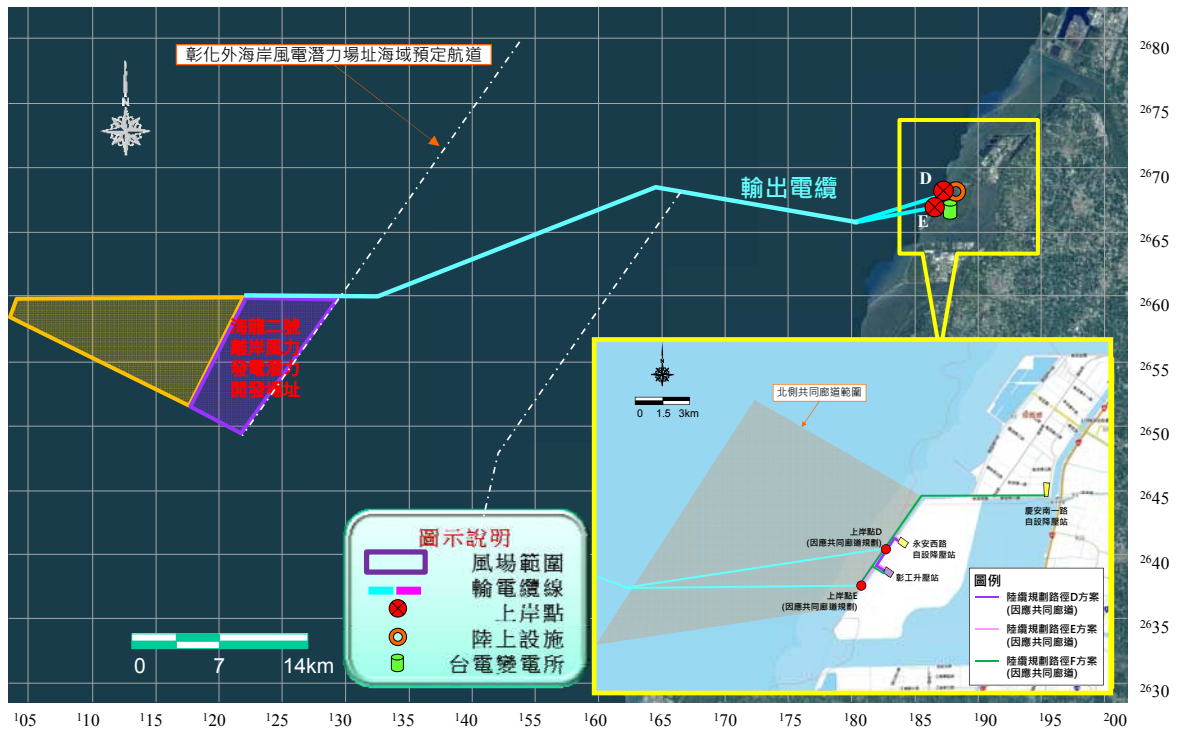 彰化外海岸風電潛力場址海域預定航道
N
輸出電纜
D
E
海龍二號
離岸風力
發電潛力
開發場址
圖示說明
風場範圍
輸電纜線
上岸點
陸上設施
台電變電所
0 7 14km
0 1.5 3km
北側共同廊道範圍
慶安南一路
自設降壓站
上岸點D
(因應共同廊道規劃)
永安西路
自設降壓站
彰工升壓站
上岸點E
(因應共同廊道規劃)
圖例
陸纜規劃路徑D方案
(因應共同廊道)
陸纜規劃路徑E方案
(因應共同廊道)
陸纜規劃路徑F方案
(因應共同廊道)
2680
2675
2670
2665
2660
2655
2650
2645
2640
2635
2630
105 110 115 120 125 130 135 140 155 160 165 170 175 180 185 190 195 200